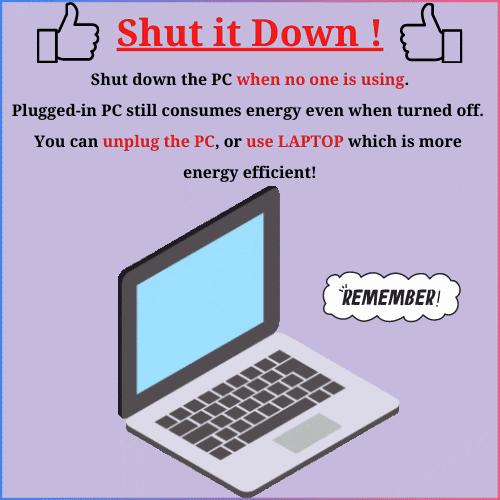 Shut it Down !
Shut down the PC when no one is using.
Plugged-in PC still consumes energy even when turned off.
You can unplug the PC, or use LAPTOP which is more
energy efficient!
REMEMBER!